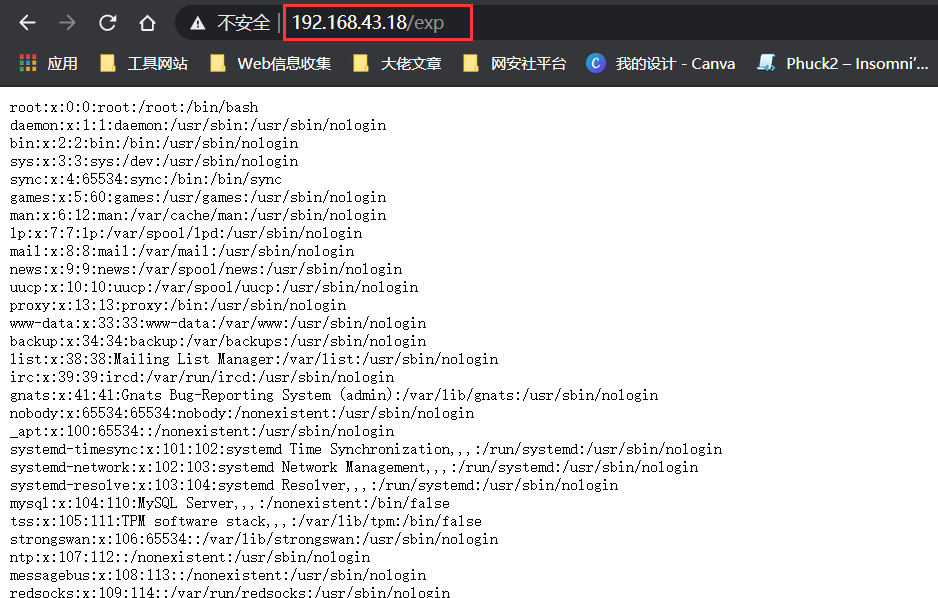 不安全 | 192.168.43.18/exp
应用 工具网站 Web信息收集 大佬文章 网安社平台 C 我的设计 - Canva Phuck2 – Insomni'...
root:x:0:0:root:/root:/bin/bash
daemon:x:1:1:daemon:/usr/sbin:/usr/sbin/nologin
bin:x:2:2:bin:/bin:/usr/sbin/nologin
sys:x:3:3:sys:/dev:/usr/sbin/nologin
sync:x:4:65534:sync:/bin:/bin/sync
games:x:5:60:games:/usr/games:/usr/sbin/nologin
man:x:6:12:man:/var/cache/man:/usr/sbin/nologin
lp:x:7:7:lp:/var/spool/lpd:/usr/sbin/nologin
mail:x:8:8:mail:/var/mail:/usr/sbin/nologin
news:x:9:9:news:/var/spool/news:/usr/sbin/nologin
uucp:x:10:10:uucp:/var/spool/uucp:/usr/sbin/nologin
proxy:x:13:13:proxy:/bin:/usr/sbin/nologin
www-data:x:33:33:www-data:/var/www:/usr/sbin/nologin
backup:x:34:34:backup:/var/backups:/usr/sbin/nologin
list:x:38:38:Mailing List Manager:/var/list:/usr/sbin/nologin
irc:x:39:39:ircd:/var/run/ircd:/usr/sbin/nologin
gnats:x:41:41:Gnats Bug-Reporting System (admin):/var/lib/gnats:/usr/sbin/nologin
nobody:x:65534:65534:nobody:/nonexistent:/usr/sbin/nologin
_apt:x:100:65534::/nonexistent:/usr/sbin/nologin
systemd-timesync:x:101:102:systemd Time Synchronization,,,:/run/systemd:/usr/sbin/nologin
systemd-network:x:102:103:systemd Network Management,,,:/run/systemd:/usr/sbin/nologin
systemd-resolve:x:103:104:systemd Resolver,,,:/run/systemd:/usr/sbin/nologin
mysql:x:104:110:MySQL Server,,,:/nonexistent:/bin/false
tss:x:105:111:TPM software stack,,,:/var/lib/tpm:/bin/false
strongswan:x:106:65534::/var/lib/strongswan:/usr/sbin/nologin
ntp:x:107:112::/nonexistent:/usr/sbin/nologin
messagebus:x:108:113::/nonexistent:/usr/sbin/nologin
redsocks:x:109:114::/var/run/redsocks:/usr/sbin/nologin